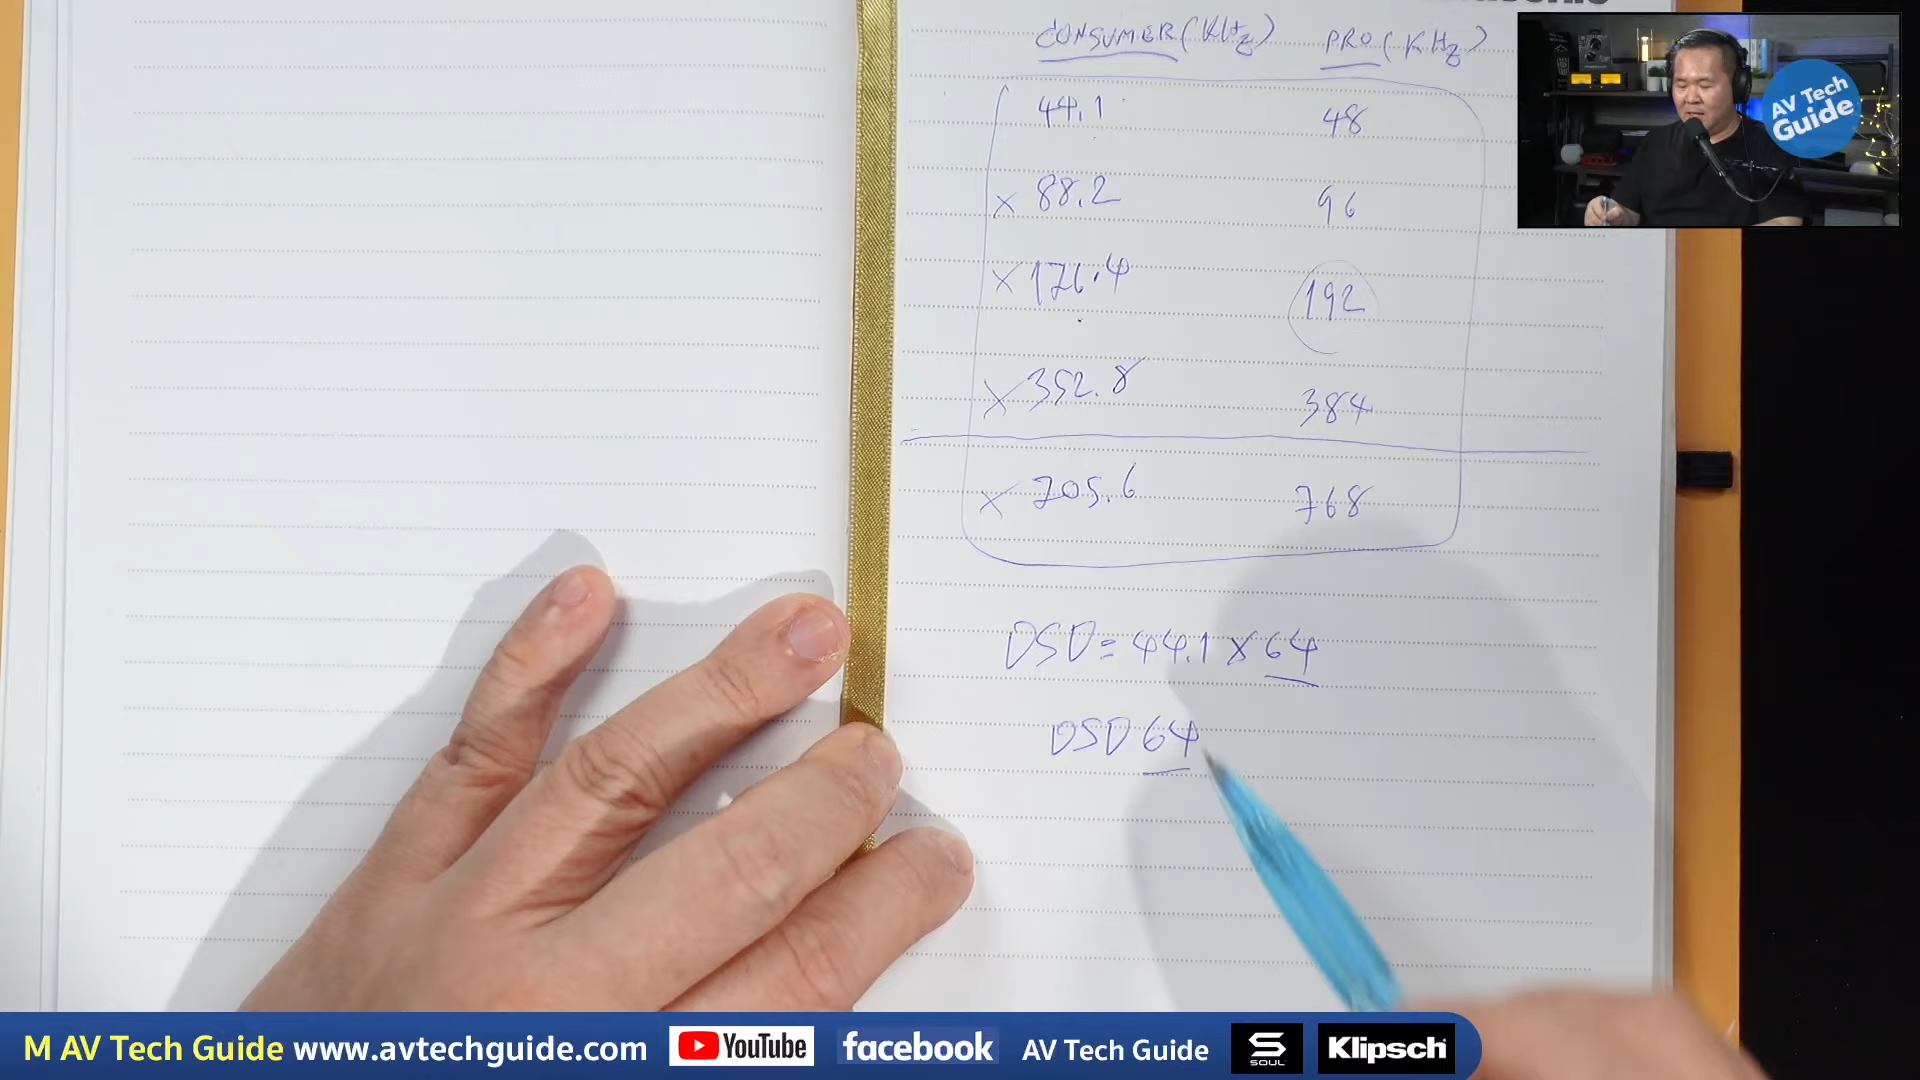 CONSUMER (KHz) PRO (KHz)
44.1 48
x 88.2 96
x 176.4 192
x 352.8 384
x 705.6 768
DSD = 44.1 x 64
DSD 64
AV Tech
Guide
M AV Tech Guide www.avtechguide.com YouTube facebook AV Tech Guide S SOUL Klipsch